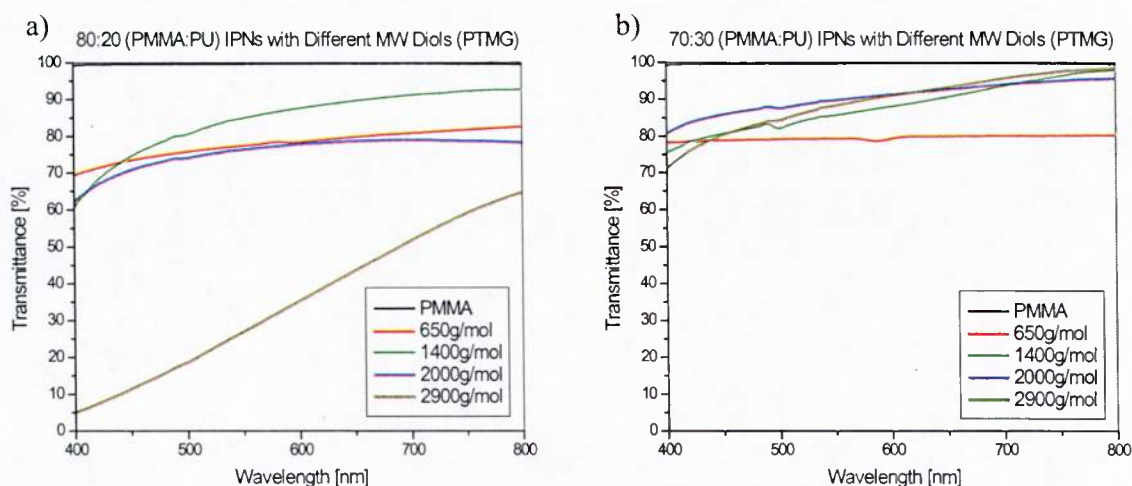 a)
80:20 (PMMA:PU) IPNs with Different MW Diols (PTMG)
100
90
80
70
60
50
40
30
20
10
0
Transmittance [%]
PMMA
650g/mol
1400g/mol
2000g/mol
2900g/mol
400 500 600 700 800
Wavelength [nm]
b)
70:30 (PMMA:PU) IPNs with Different MW Diols (PTMG)
100
90
80
70
60
50
40
30
20
10
0
Transmittance [%]
PMMA
650g/mol
1400g/mol
2000g/mol
2900g/mol
400 500 600 700 800
Wavelength [nm]